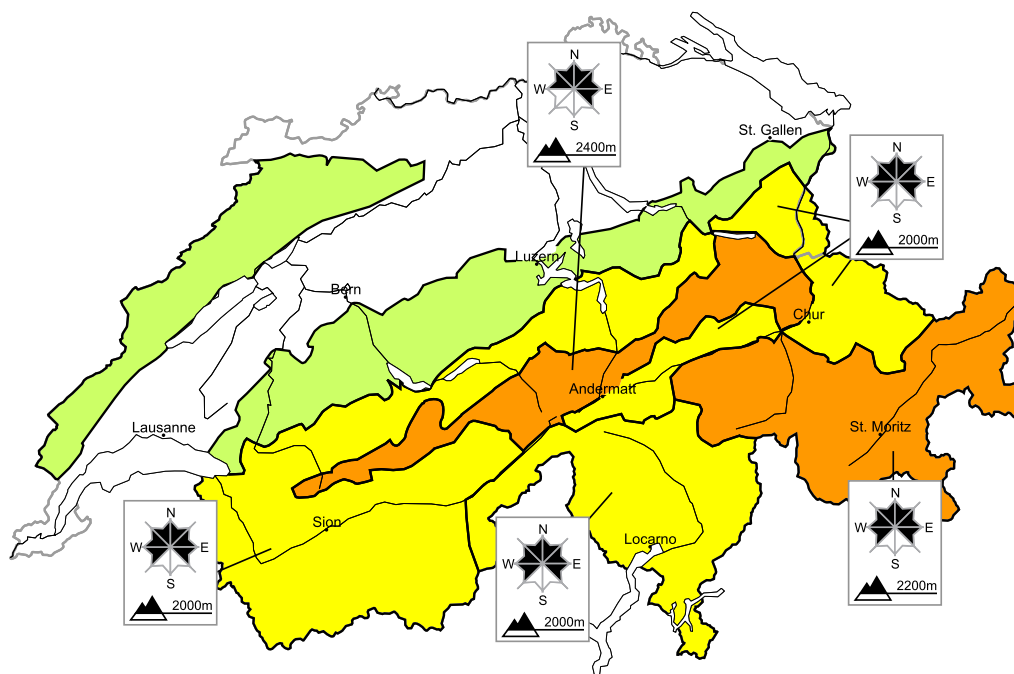 N
W E
S
2400m
St. Gallen
N
W E
S
2000m
Luzern
Bern
Chur
Andermatt
Lausanne
St. Moritz
N
W E
S
2200m
N
W E
S
2000m
Sion
N
W E
S
2000m
Locarno